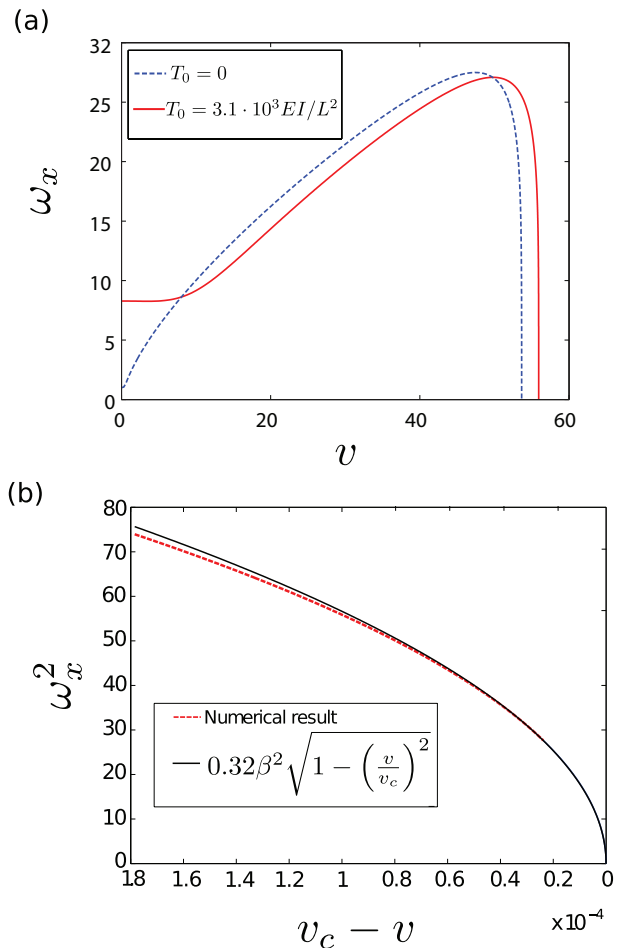 (a)
32
27
25
15
10
5
0
ω_x
T_0 = 0
T_0 = 3.1 · 10^3 EI/L^2
0 20 40 60
v
(b)
80
70
60
50
40
30
20
10
0
ω_x^2
Numerical result
0.32β^2 √(1 − (v/v_c)^2)
1.8 1.6 1.4 1.2 1 0.8 0.6 0.4 0.2 0
v_c − v
x10^-4